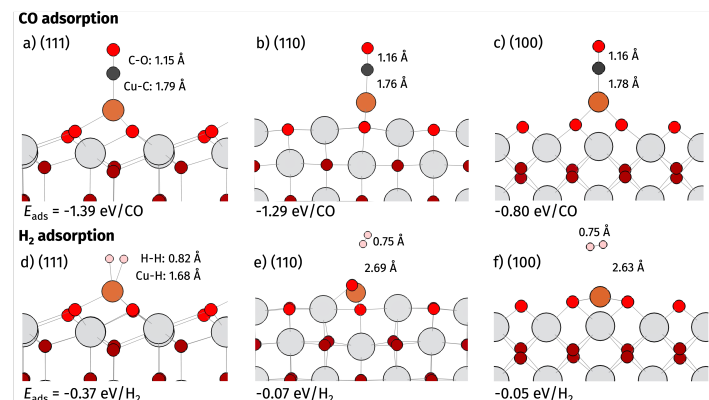 CO adsorption
a) (111)
C-O: 1.15 Å
Cu-C: 1.79 Å
E_ads = -1.39 eV/CO
b) (110)
1.16 Å
1.76 Å
-1.29 eV/CO
c) (100)
1.16 Å
1.78 Å
-0.80 eV/CO
H₂ adsorption
d) (111)
H-H: 0.82 Å
Cu-H: 1.68 Å
E_ads = -0.37 eV/H₂
e) (110)
0.75 Å
2.69 Å
-0.07 eV/H₂
f) (100)
0.75 Å
2.63 Å
-0.05 eV/H₂